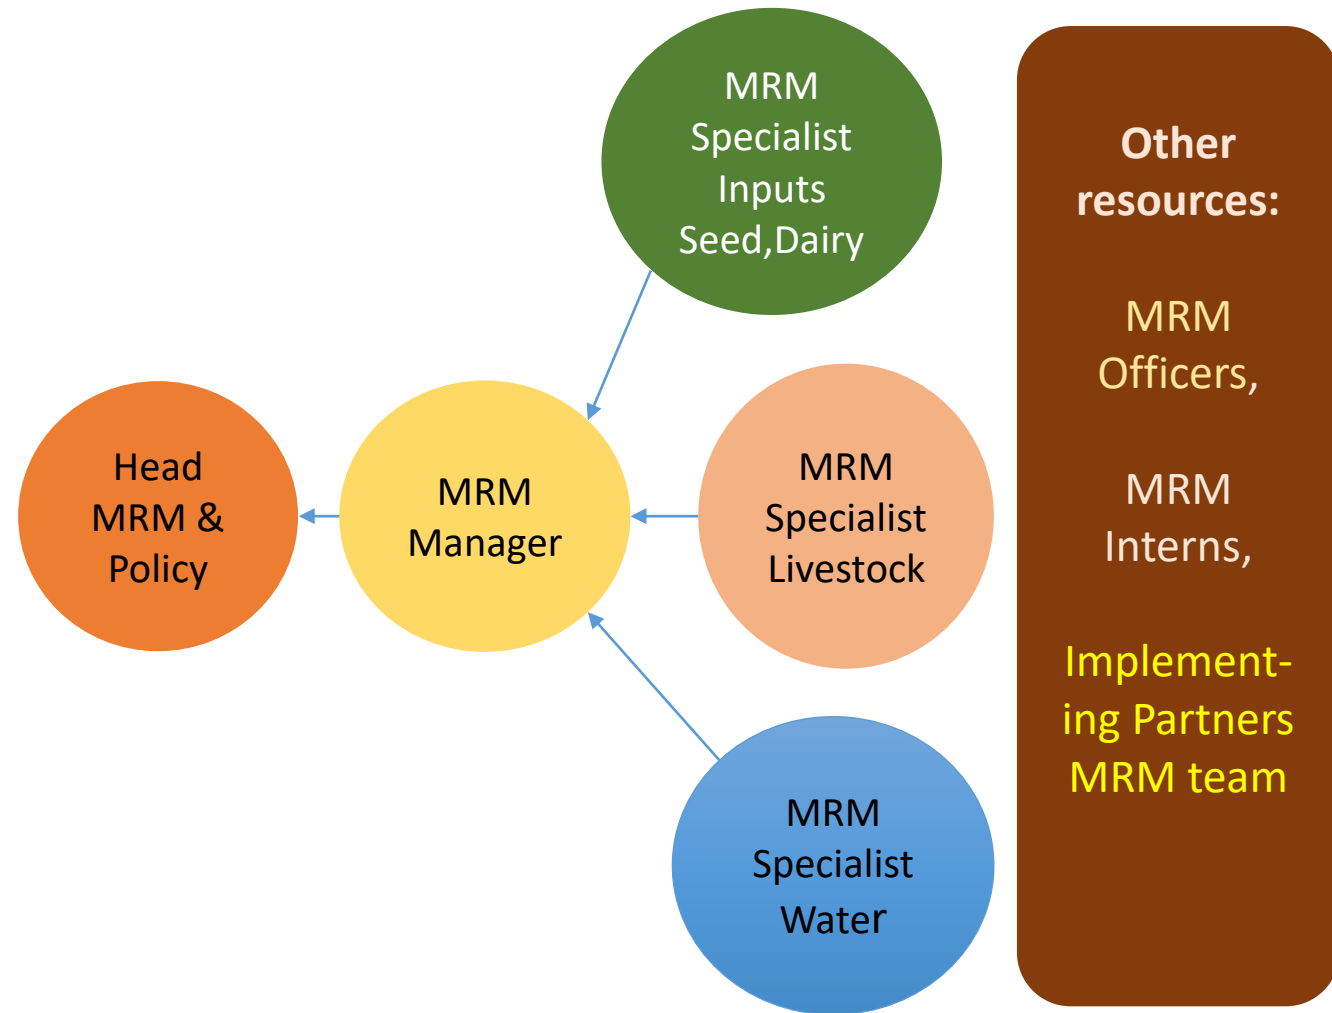 MRM
Specialist
Inputs
Seed,Dairy
Head
MRM &
Policy
MRM
Manager
MRM
Specialist
Livestock
MRM
Specialist
Water
Other
resources:
MRM
Officers,
MRM
Interns,
Implement-
ing Partners
MRM team